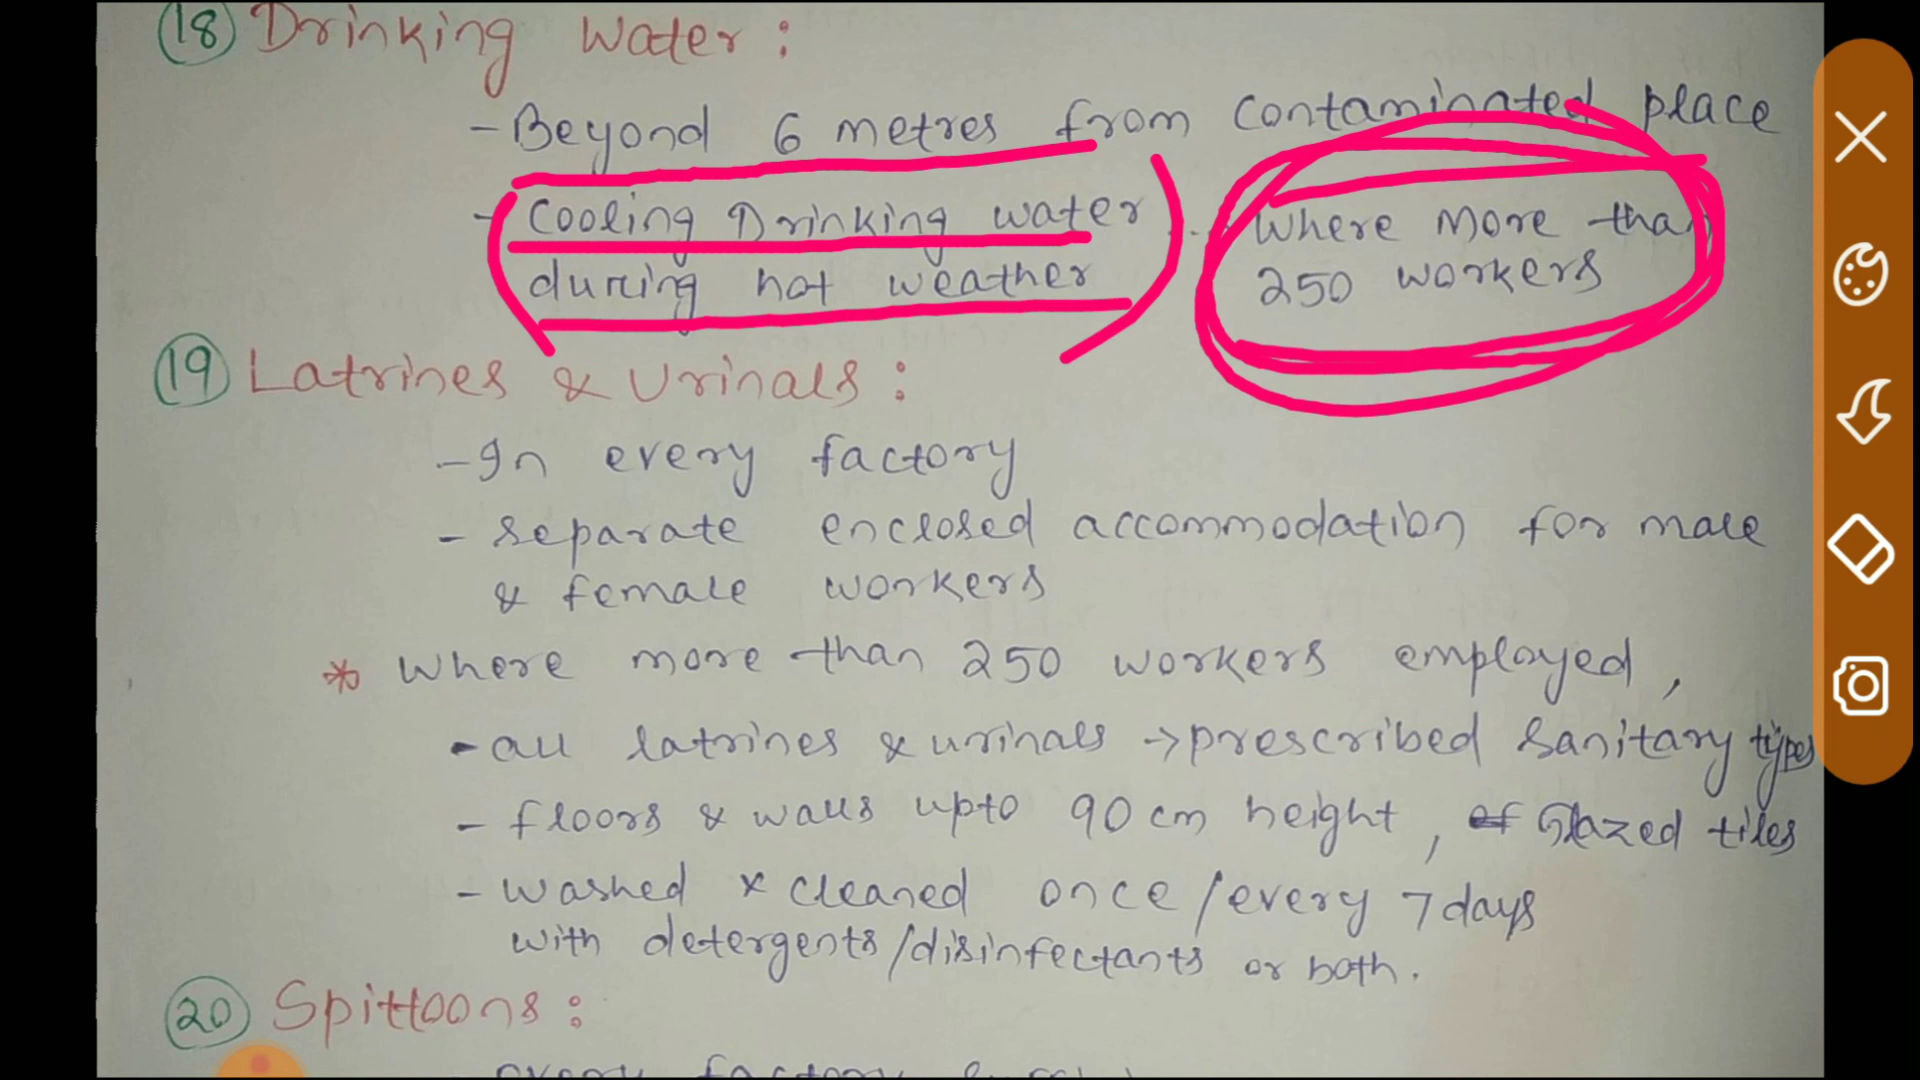 18 Drinking Water :
- Beyond 6 metres from contaminated place
- Cooling Drinking water ... where more than
during hot weather 250 workers
19 Latrines & Urinals :
- In every factory
- separate enclosed accommodation for male
& female workers
* where more than 250 workers employed,
- all latrines & urinals → prescribed sanitary types
- floors & walls upto 90 cm height, of Glazed tiles
- washed & cleaned once / every 7 days
with detergents/disinfectants or both.
20 Spittoons :
every factory